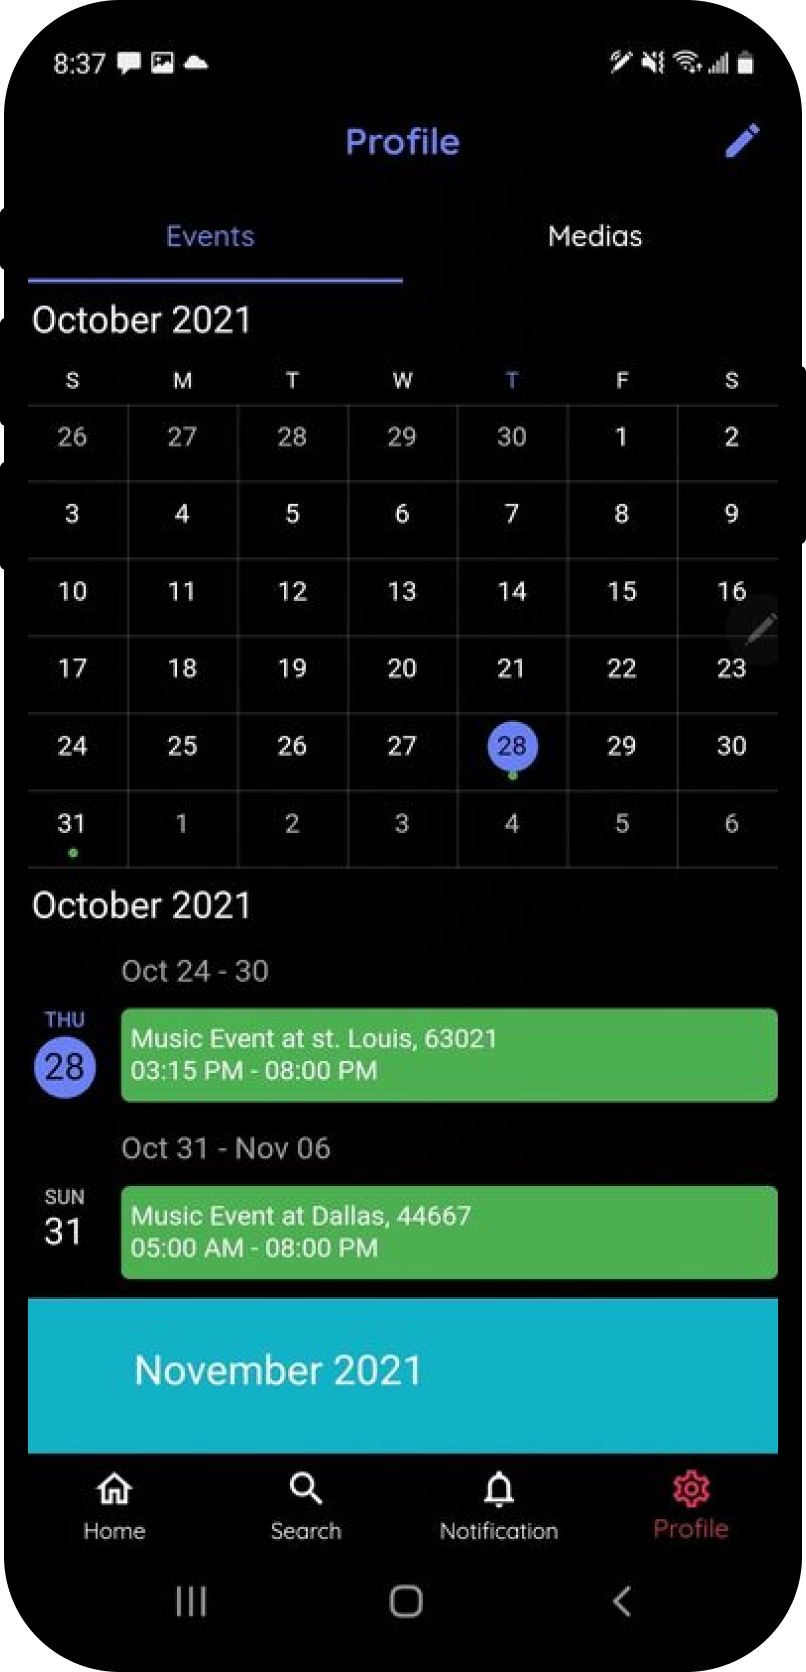 8:37
Profile
Events Medias
October 2021
S M T W T F S
26 27 28 29 30 1 2
3 4 5 6 7 8 9
10 11 12 13 14 15 16
17 18 19 20 21 22 23
24 25 26 27 28 29 30
31 1 2 3 4 5 6
October 2021
Oct 24 - 30
THU
28
Music Event at st. Louis, 63021
03:15 PM - 08:00 PM
Oct 31 - Nov 06
SUN
31
Music Event at Dallas, 44667
05:00 AM - 08:00 PM
November 2021
Home Search Notification Profile